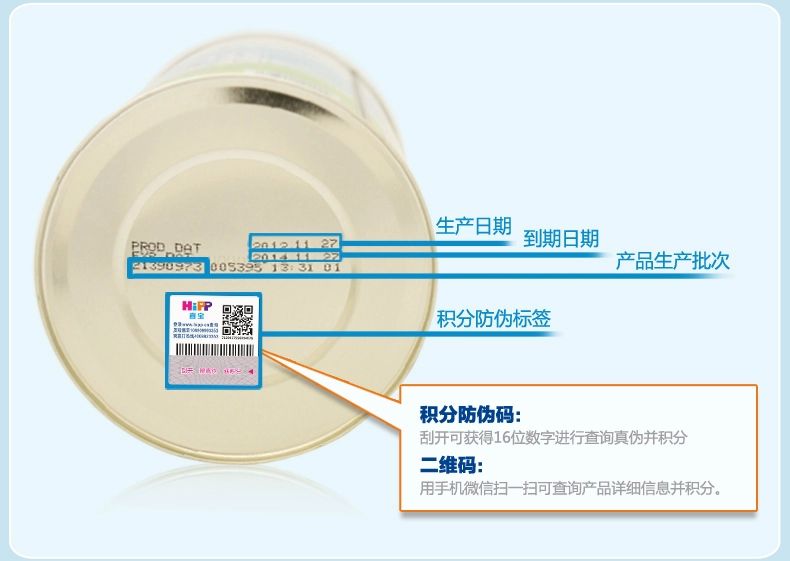 生产日期
PROD DAT 2012 11 27
到期日期
EXP DAT 2014 11 27
产品生产批次
21390973 005395 13:31 01
HiPP
喜宝
积分防伪标签
积分防伪码:
刮开可获得16位数字进行查询真伪并积分
二维码:
用手机微信扫一扫可查询产品详细信息并积分。